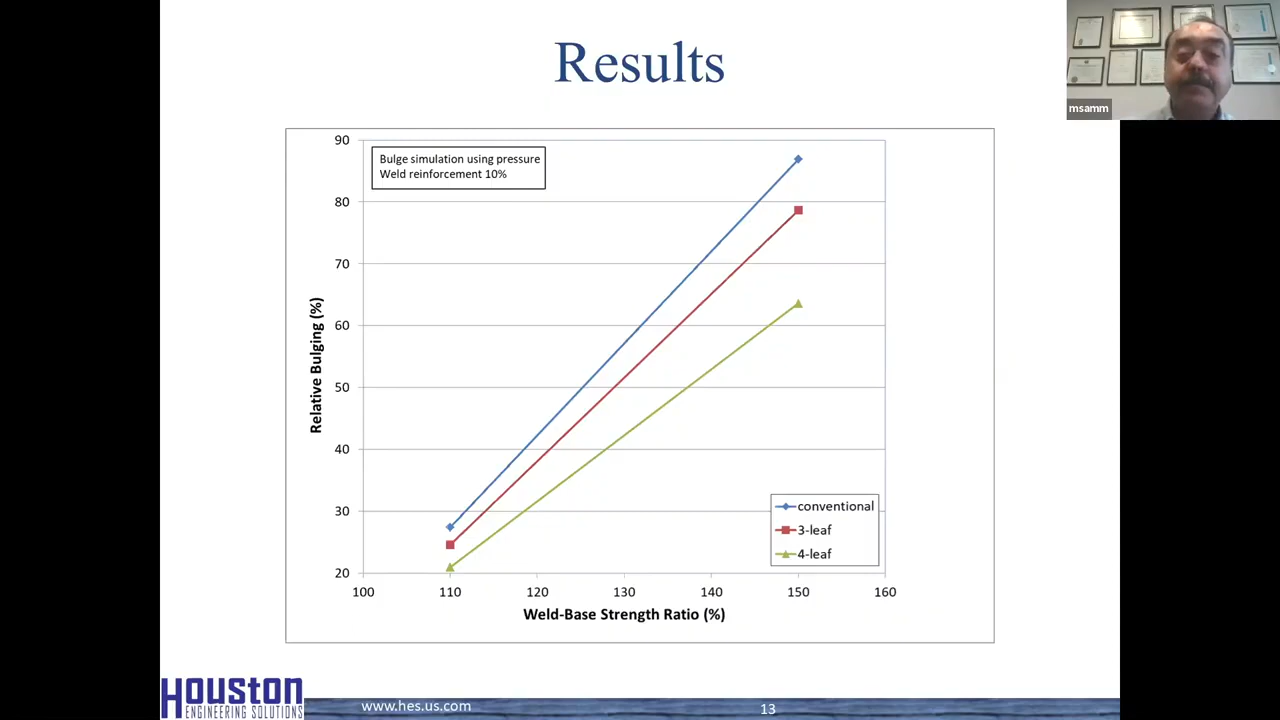 Results
msamm
90
80
70
60
50
40
30
20
Relative Bulging (%)
Bulge simulation using pressure
Weld reinforcement 10%
conventional
3-leaf
4-leaf
100 110 120 130 140 150 160
Weld-Base Strength Ratio (%)
HOUSTON
ENGINEERING SOLUTIONS
www.hes.us.com
13